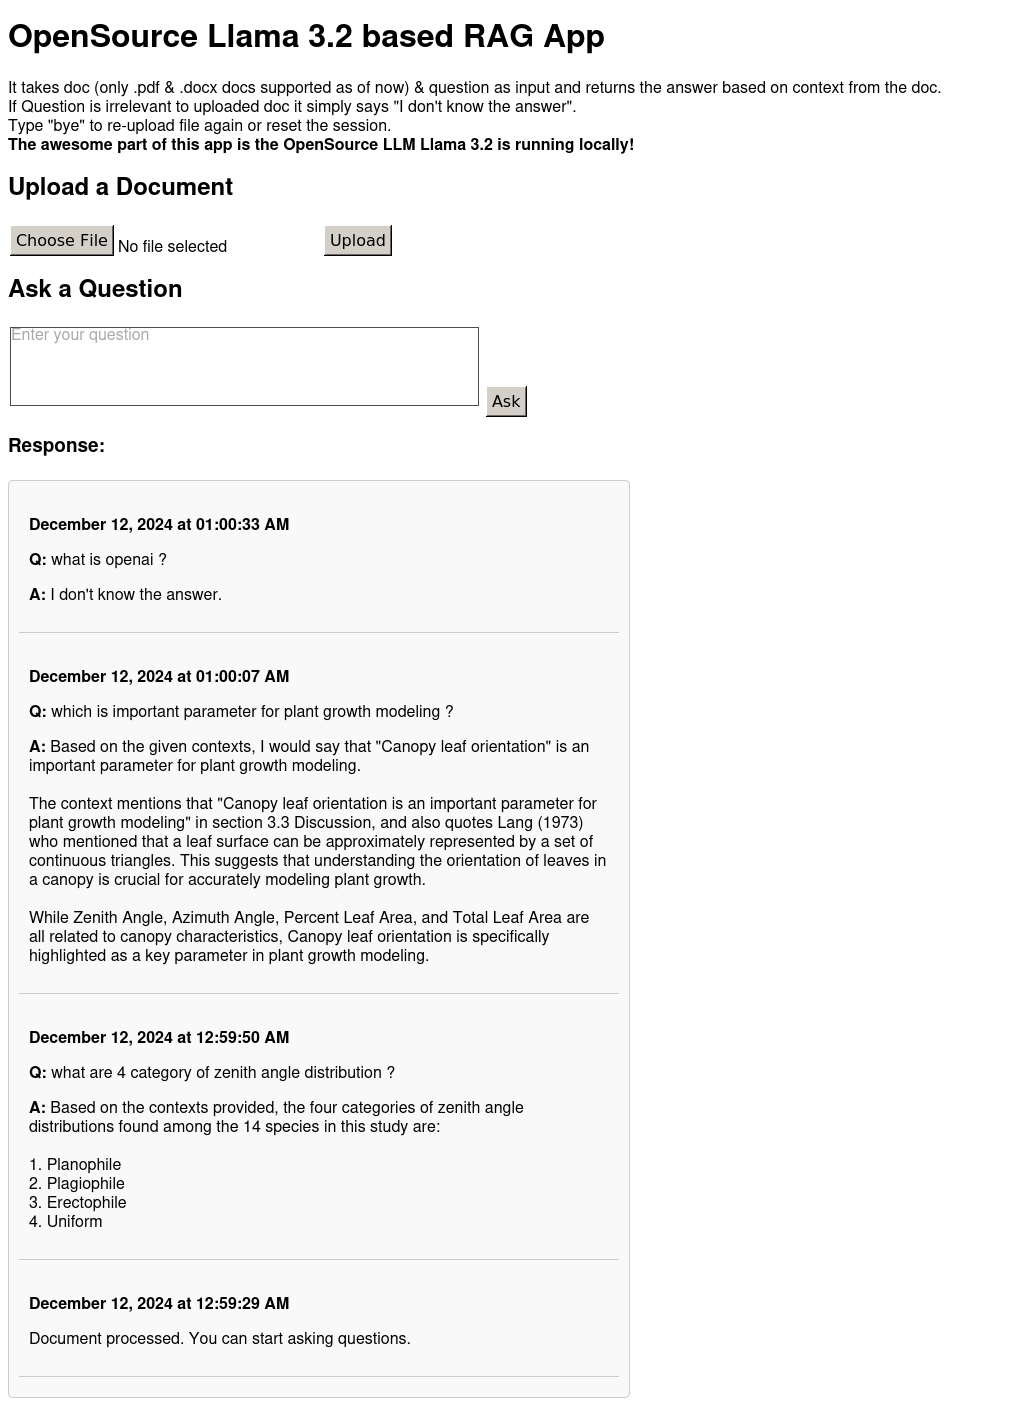 OpenSource Llama 3.2 based RAG App
It takes doc (only .pdf & .docx docs supported as of now) & question as input and returns the answer based on context from the doc.
If Question is irrelevant to uploaded doc it simply says "I don't know the answer".
Type "bye" to re-upload file again or reset the session.
The awesome part of this app is the OpenSource LLM Llama 3.2 is running locally!
Upload a Document
Choose File No file selected Upload
Ask a Question
Enter your question
Ask
Response:
December 12, 2024 at 01:00:33 AM
Q: what is openai ?
A: I don't know the answer.
December 12, 2024 at 01:00:07 AM
Q: which is important parameter for plant growth modeling ?
A: Based on the given contexts, I would say that "Canopy leaf orientation" is an
important parameter for plant growth modeling.
The context mentions that "Canopy leaf orientation is an important parameter for
plant growth modeling" in section 3.3 Discussion, and also quotes Lang (1973)
who mentioned that a leaf surface can be approximately represented by a set of
continuous triangles. This suggests that understanding the orientation of leaves in
a canopy is crucial for accurately modeling plant growth.
While Zenith Angle, Azimuth Angle, Percent Leaf Area, and Total Leaf Area are
all related to canopy characteristics, Canopy leaf orientation is specifically
highlighted as a key parameter in plant growth modeling.
December 12, 2024 at 12:59:50 AM
Q: what are 4 category of zenith angle distribution ?
A: Based on the contexts provided, the four categories of zenith angle
distributions found among the 14 species in this study are:
1. Planophile
2. Plagiophile
3. Erectophile
4. Uniform
December 12, 2024 at 12:59:29 AM
Document processed. You can start asking questions.